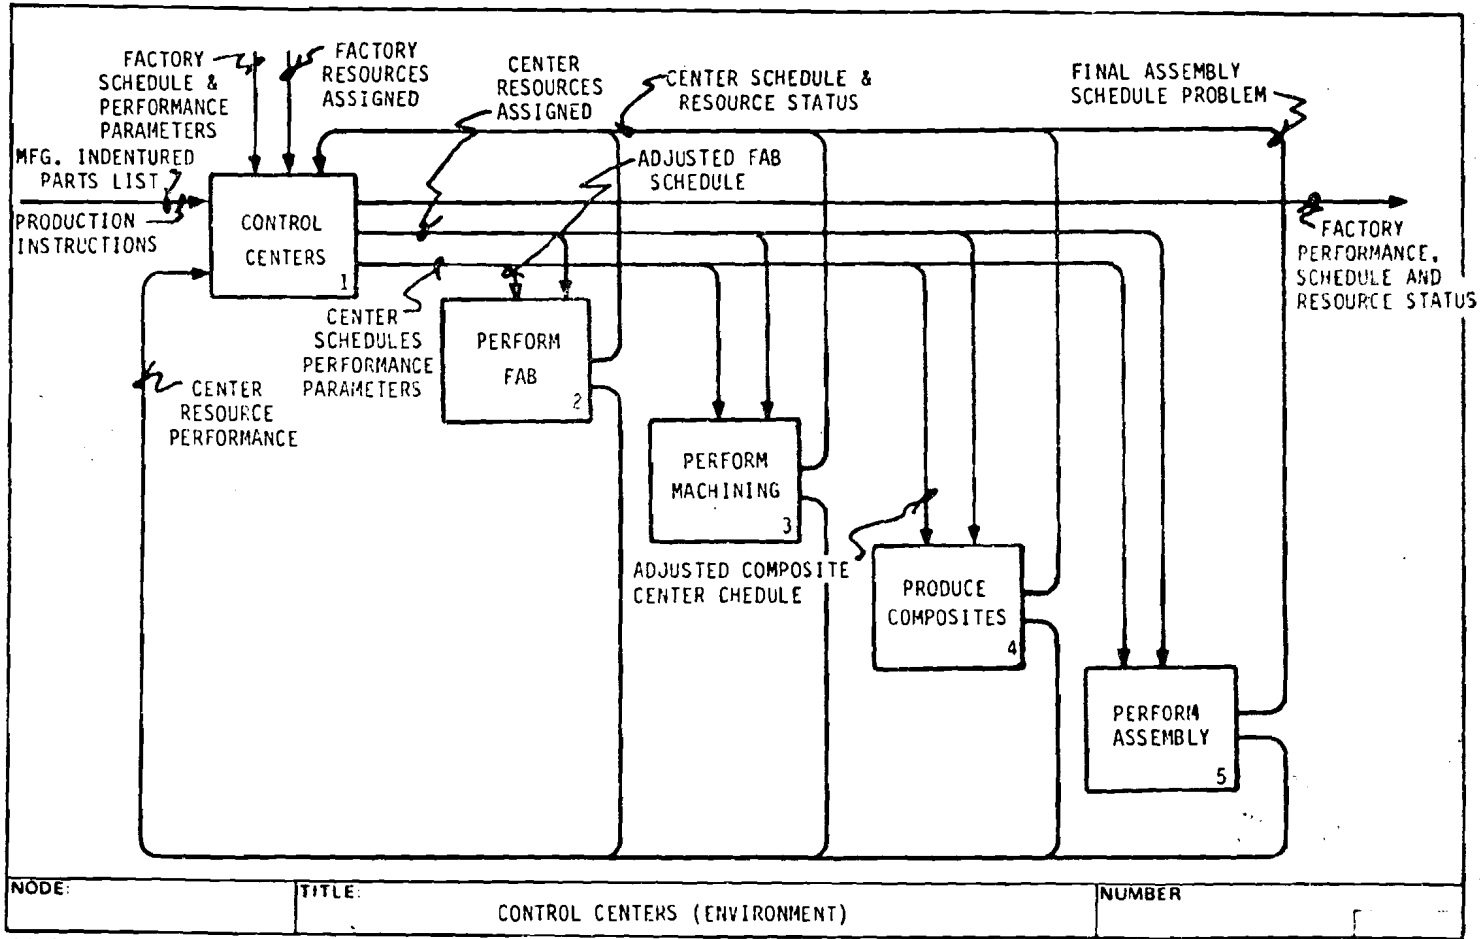 FACTORY
SCHEDULE &
PERFORMANCE
PARAMETERS
FACTORY
RESOURCES
ASSIGNED
CENTER
RESOURCES
ASSIGNED
CENTER SCHEDULE &
RESOURCE STATUS
FINAL ASSEMBLY
SCHEDULE PROBLEM
MFG. INDENTURED
PARTS LIST
PRODUCTION
INSTRUCTIONS
CONTROL
CENTERS
1
ADJUSTED FAB
SCHEDULE
FACTORY
PERFORMANCE,
SCHEDULE AND
RESOURCE STATUS
CENTER
SCHEDULES
PERFORMANCE
PARAMETERS
PERFORM
FAB
2
CENTER
RESOURCE
PERFORMANCE
PERFORM
MACHINING
3
ADJUSTED COMPOSITE
CENTER CHEDULE
PRODUCE
COMPOSITES
4
PERFORM
ASSEMBLY
5
NODE:
TITLE:
CONTROL CENTERS (ENVIRONMENT)
NUMBER